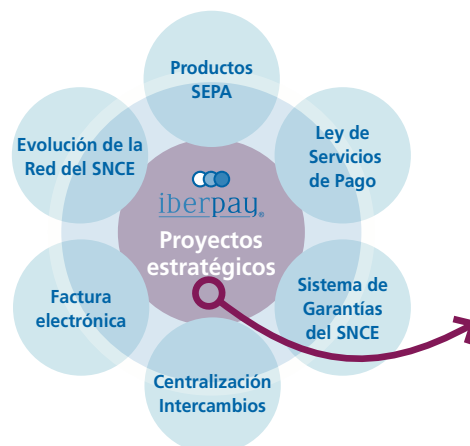 Productos
SEPA
Evolución de la
Red del SNCE
Ley de
Servicios
de Pago
iberpay®
Proyectos
estratégicos
Factura
electrónica
Sistema de
Garantías
del SNCE
Centralización
Intercambios